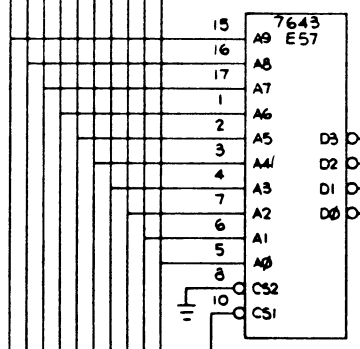 7643
E57
15 A9
16 A8
17 A7
1 A6
2 A5 D3
3 A4 D2
4 A3 D1
7 A2 DØ
6 A1
5 AØ
8 CS2
10 CS1